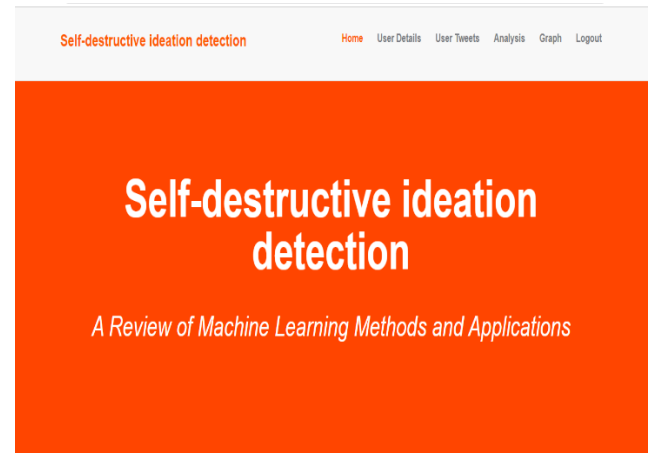 Self-destructive ideation detection
Home User Details User Tweets Analysis Graph Logout
Self-destructive ideation
detection
A Review of Machine Learning Methods and Applications